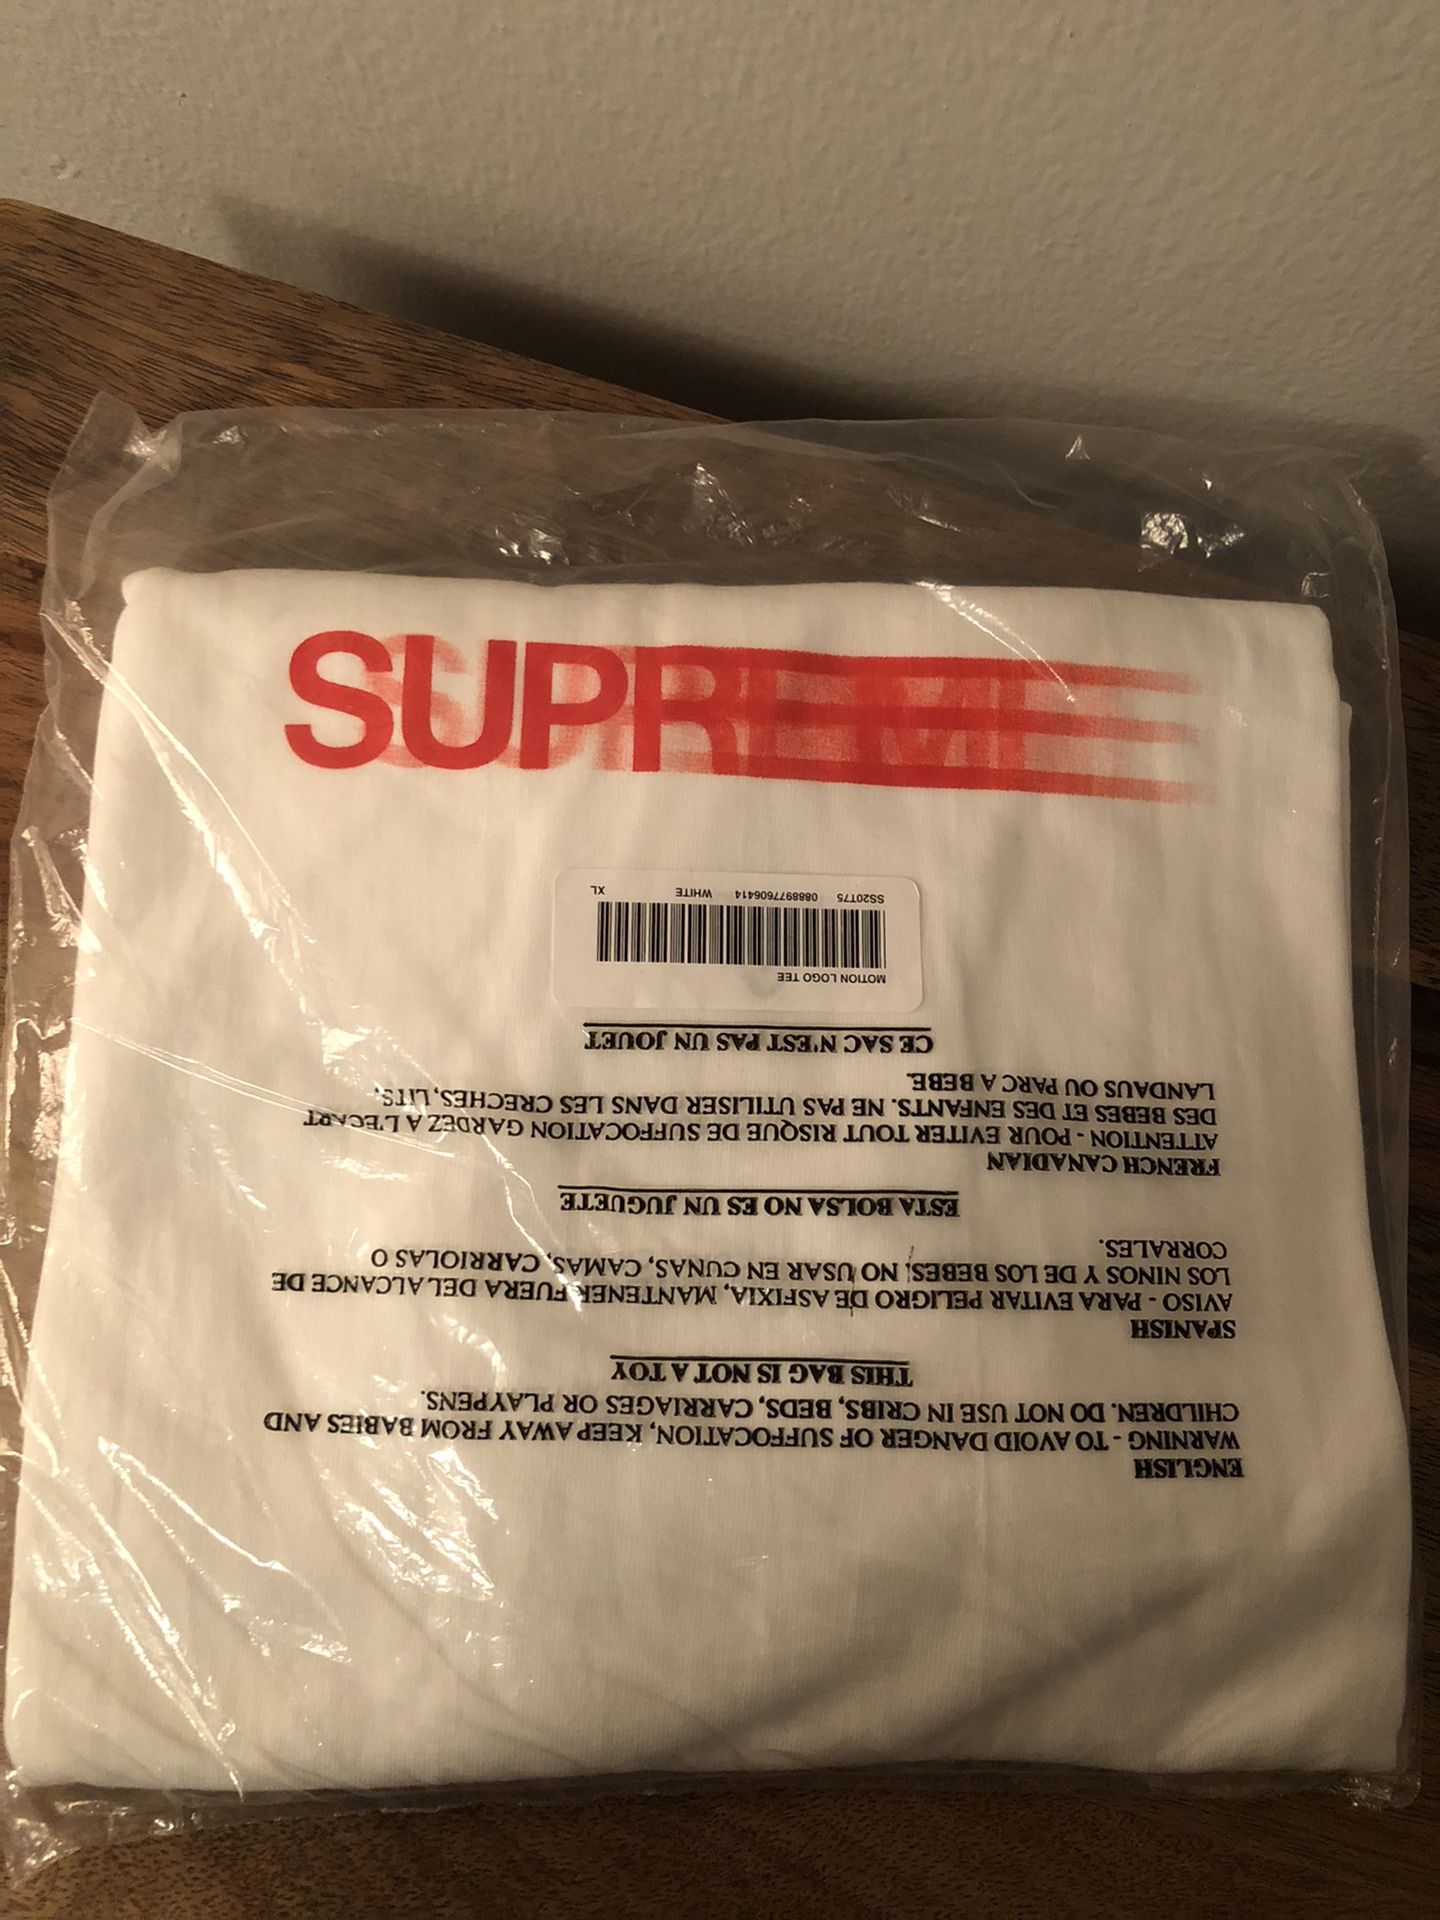 SUPREME
ENGLISH
WARNING - TO AVOID DANGER OF SUFFOCATION, KEEP AWAY FROM BABIES AND
CHILDREN. DO NOT USE IN CRIBS, BEDS, CARRIAGES OR PLAYPENS.
THIS BAG IS NOT A TOY
SPANISH
AVISO - PARA EVITAR PELIGRO DE ASFIXIA, MANTENER FUERA DEL ALCANCE DE
LOS NINOS Y DE LOS BEBES. NO USAR EN CUNAS, CAMAS, CARRIOLAS O
CORRALES.
ESTA BOLSA NO ES UN JUGUETE
FRENCH CANADIAN
ATTENTION - POUR EVITER TOUT RISQUE DE SUFFOCATION GARDEZ A L'ECART
DES BEBES ET DES ENFANTS. NE PAS UTILISER DANS LES CRECHES, LITS,
LANDAUS OU PARC A BEBE.
CE SAC N'EST PAS UN JOUET
MOTION LOGO TEE
SS20T75 0888977606414 WHITE XL